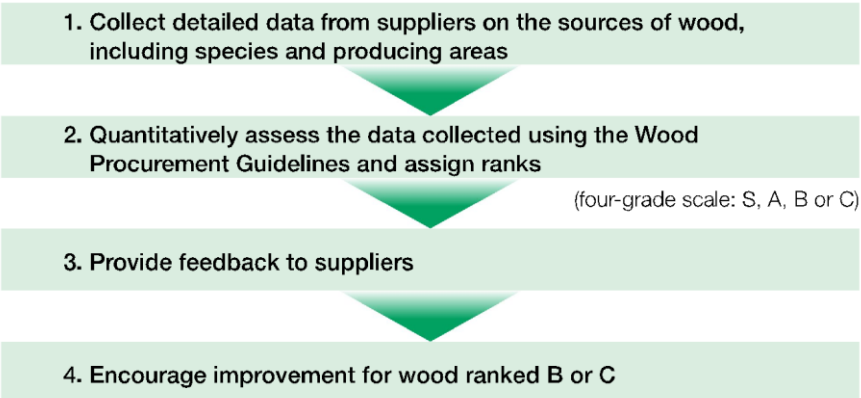 1. Collect detailed data from suppliers on the sources of wood,
including species and producing areas
2. Quantitatively assess the data collected using the Wood
Procurement Guidelines and assign ranks
(four-grade scale: S, A, B or C)
3. Provide feedback to suppliers
4. Encourage improvement for wood ranked B or C